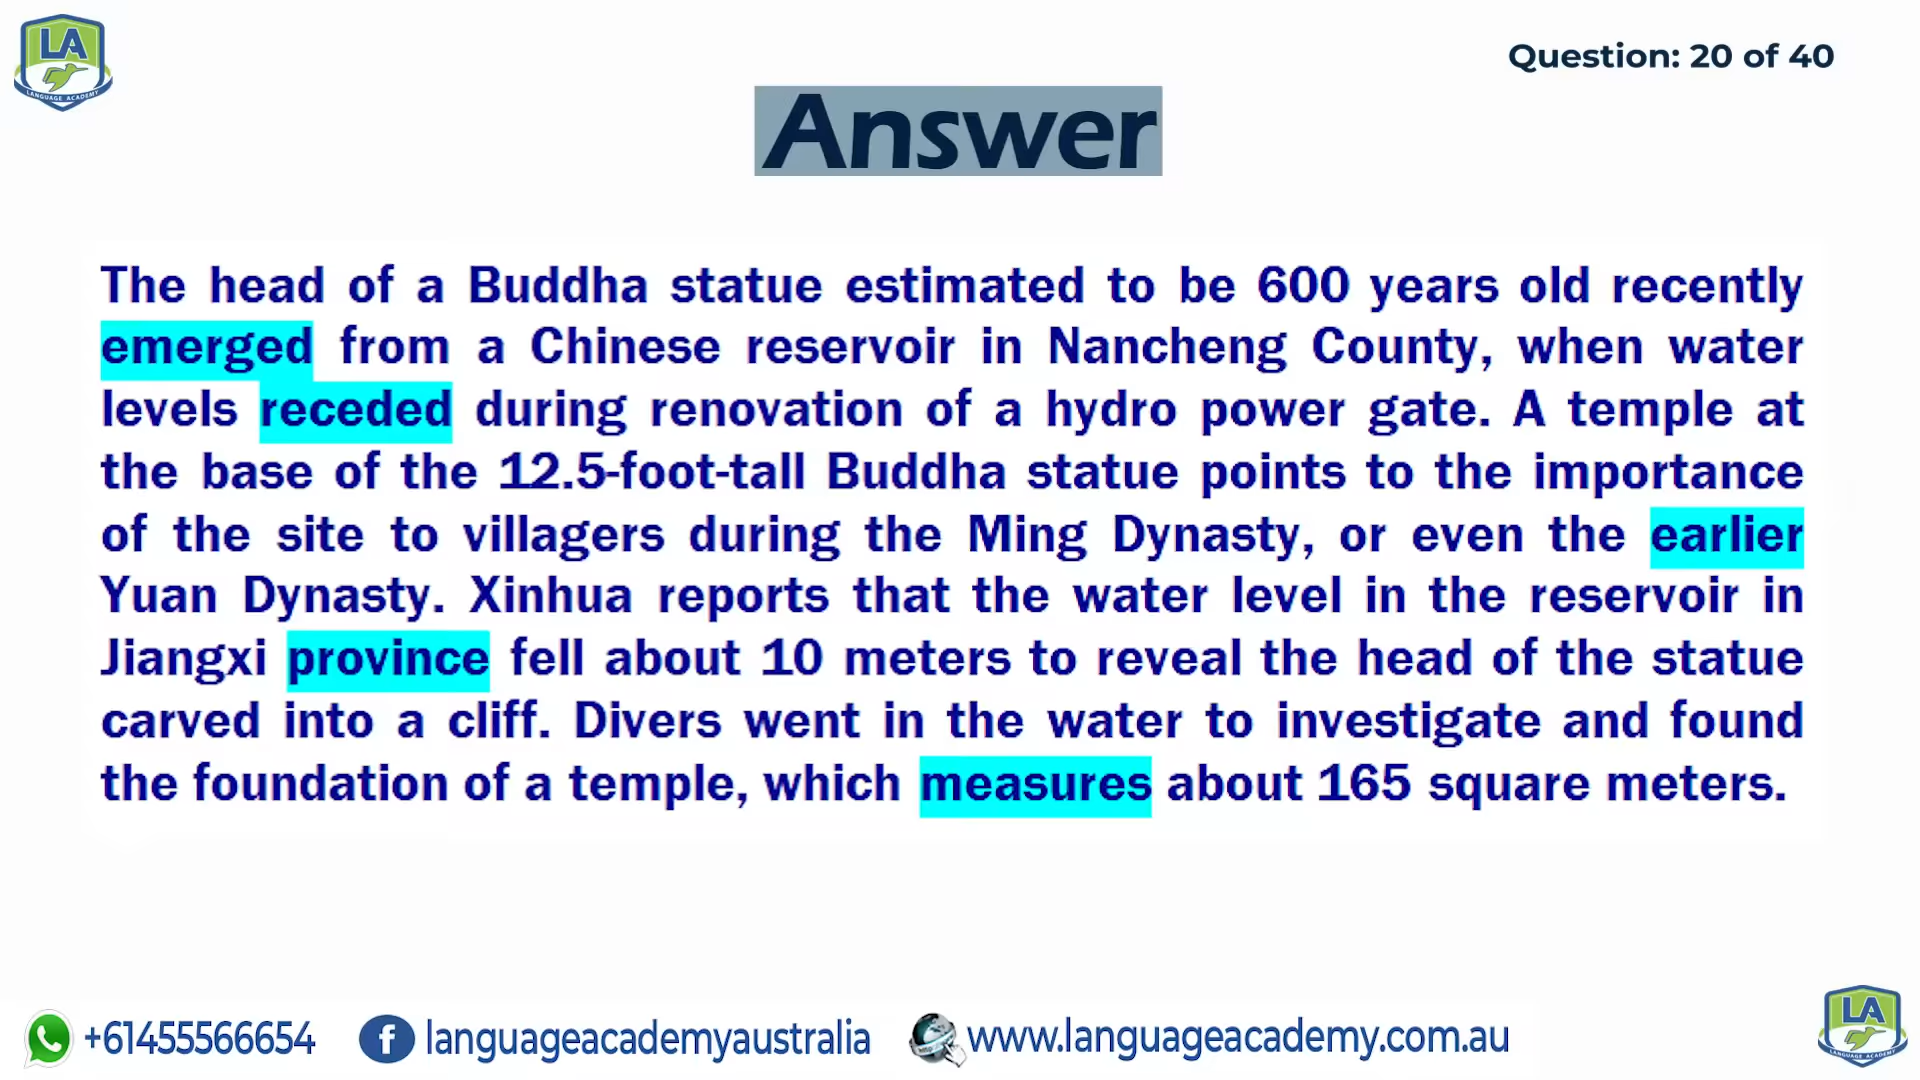 LA
LANGUAGE ACADEMY
Question: 20 of 40
Answer
The head of a Buddha statue estimated to be 600 years old recently
emerged from a Chinese reservoir in Nancheng County, when water
levels receded during renovation of a hydro power gate. A temple at
the base of the 12.5-foot-tall Buddha statue points to the importance
of the site to villagers during the Ming Dynasty, or even the earlier
Yuan Dynasty. Xinhua reports that the water level in the reservoir in
Jiangxi province fell about 10 meters to reveal the head of the statue
carved into a cliff. Divers went in the water to investigate and found
the foundation of a temple, which measures about 165 square meters.
+61455566654
languageacademyaustralia
www.languageacademy.com.au
LA
LANGUAGE ACADEMY